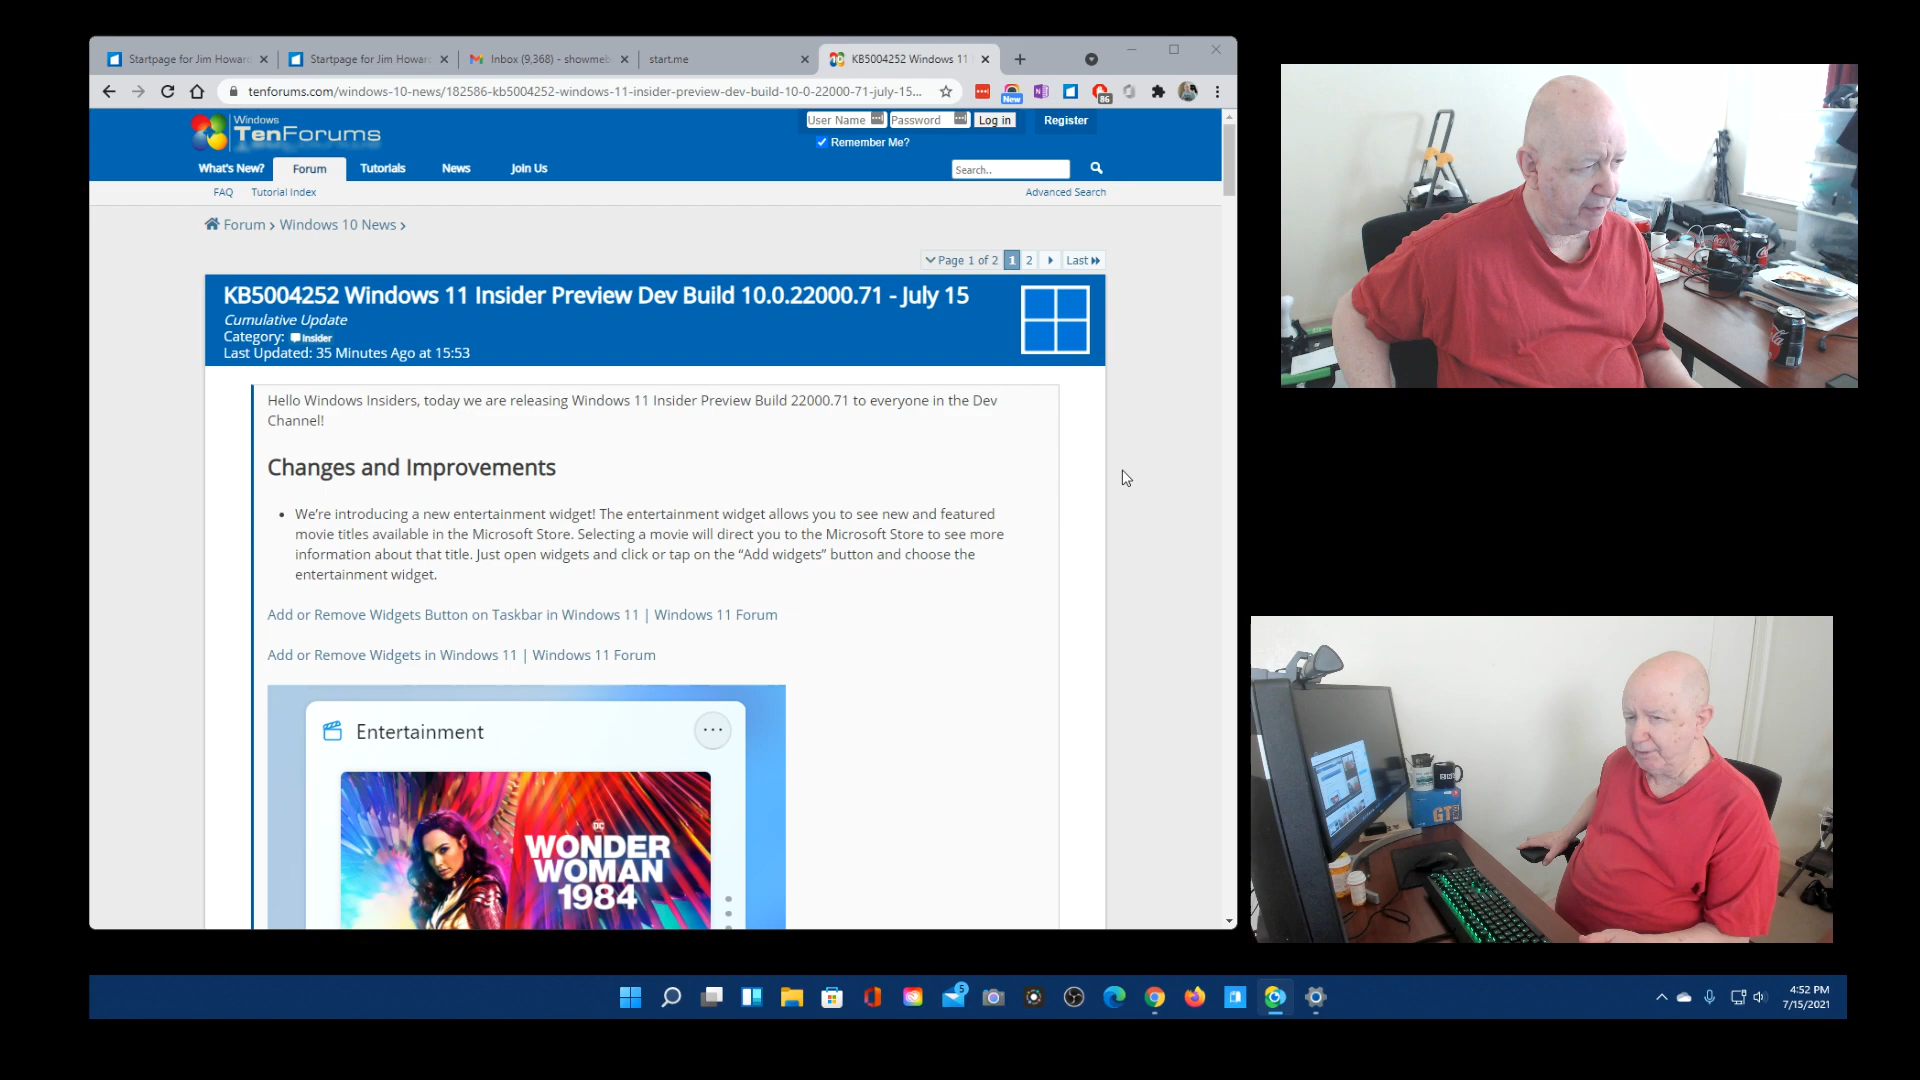 Startpage for Jim Howar
Startpage for Jim Howar
Inbox (9,368) - showmeb
start.me
KB5004252 Windows 11
tenforums.com/windows-10-news/182586-kb5004252-windows-11-insider-preview-dev-build-10-0-22000-71-july-15...
New
86
Windows
TenForums
User Name
Password
Log in
Register
Remember Me?
What's New?
Forum
Tutorials
News
Join Us
Search..
FAQ
Tutorial Index
Advanced Search
Forum › Windows 10 News ›
Page 1 of 2
1
2
Last
KB5004252 Windows 11 Insider Preview Dev Build 10.0.22000.71 - July 15
Cumulative Update
Category: Insider
Last Updated: 35 Minutes Ago at 15:53
Hello Windows Insiders, today we are releasing Windows 11 Insider Preview Build 22000.71 to everyone in the Dev
Channel!
Changes and Improvements
• We're introducing a new entertainment widget! The entertainment widget allows you to see new and featured
movie titles available in the Microsoft Store. Selecting a movie will direct you to the Microsoft Store to see more
information about that title. Just open widgets and click or tap on the “Add widgets” button and choose the
entertainment widget.
Add or Remove Widgets Button on Taskbar in Windows 11 | Windows 11 Forum
Add or Remove Widgets in Windows 11 | Windows 11 Forum
Entertainment
DC
WONDER
WOMAN
1984
5
4:52 PM
7/15/2021